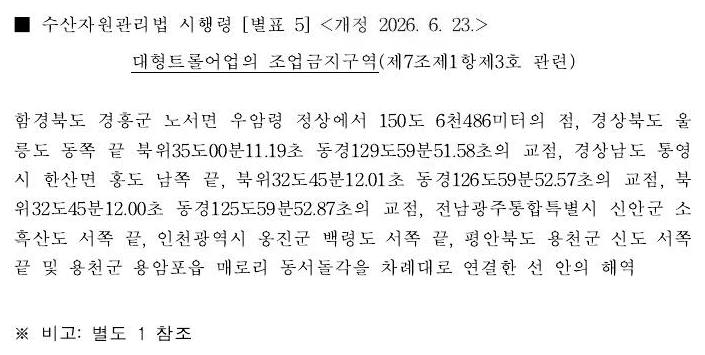 ■ 수산자원관리법 시행령 [별표 5] <개정 2026. 6. 23.>
대형트롤어업의 조업금지구역(제7조제1항제3호 관련)
함경북도 경흥군 노서면 우암령 정상에서 150도 6천486미터의 점, 경상북도 울
릉도 동쪽 끝 북위35도00분11.19초 동경129도59분51.58초의 교점, 경상남도 통영
시 한산면 홍도 남쪽 끝, 북위32도45분12.01초 동경126도59분52.57초의 교점, 북
위32도45분12.00초 동경125도59분52.87초의 교점, 전남광주통합특별시 신안군 소
흑산도 서쪽 끝, 인천광역시 옹진군 백령도 서쪽 끝, 평안북도 용천군 신도 서쪽
끝 및 용천군 용암포읍 매로리 동서돌각을 차례대로 연결한 선 안의 해역
※ 비고: 별도 1 참조